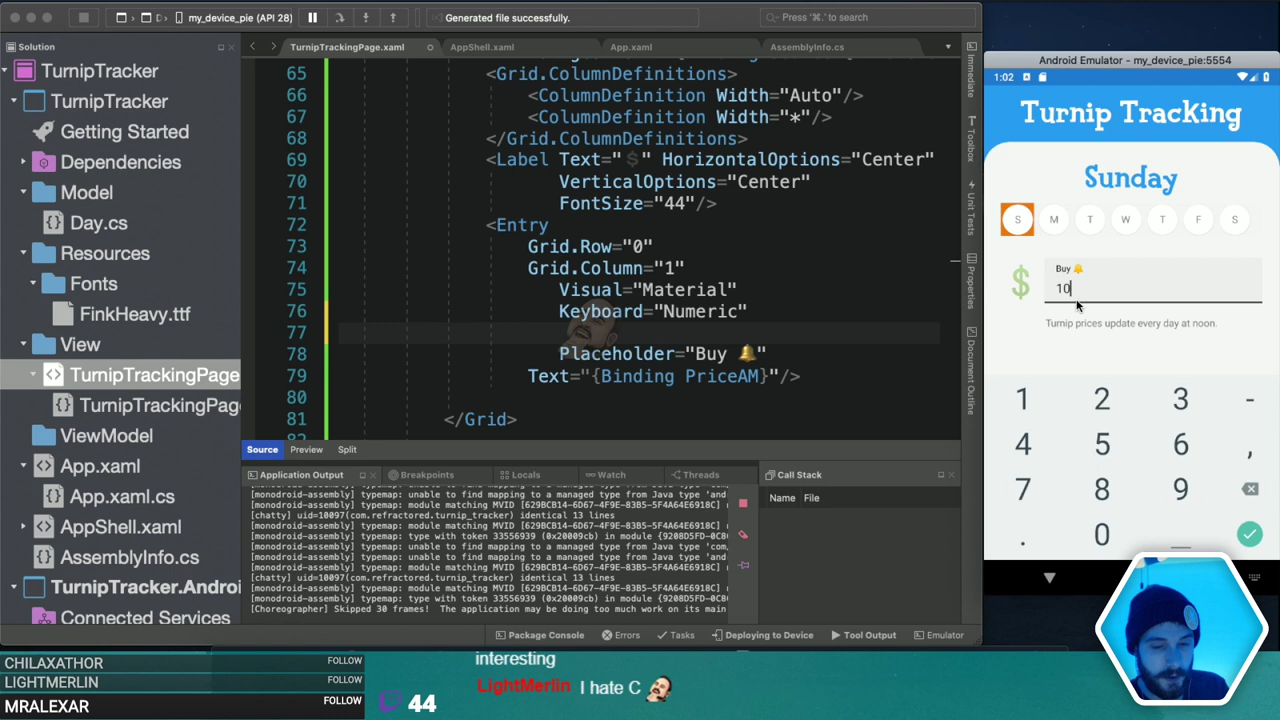 my_device_pie (API 28)
Generated file successfully.
Press '⌘.' to search
Solution
TurnipTracker
TurnipTracker
Getting Started
Dependencies
Model
Day.cs
Resources
Fonts
FinkHeavy.ttf
View
TurnipTrackingPage
TurnipTrackingPag
ViewModel
App.xaml
App.xaml.cs
AppShell.xaml
AssemblyInfo.cs
TurnipTracker.Androi
Connected Services
TurnipTrackingPage.xaml
AppShell.xaml
App.xaml
AssemblyInfo.cs
65 <Grid.ColumnDefinitions>
66 <ColumnDefinition Width="Auto"/>
67 <ColumnDefinition Width="*"/>
68 </Grid.ColumnDefinitions>
69 <Label Text="💲" HorizontalOptions="Center"
70 VerticalOptions="Center"
71 FontSize="44"/>
72 <Entry
73 Grid.Row="0"
74 Grid.Column="1"
75 Visual="Material"
76 Keyboard="Numeric"
77
78 Placeholder="Buy 🔔"
79 Text="{Binding PriceAM}"/>
80
81 </Grid>
Source Preview Split
Application Output
Breakpoints
Locals
Watch
Threads
Call Stack
Name File
[monodroid-assembly] typemap: unable to find mapping to a managed type from Java type 'and
[monodroid-assembly] typemap: module matching MVID [629BCB14-6D67-4F9E-83B5-5F4A64E6918C]
[chatty] uid=10097(com.refractored.turnip_tracker) identical 13 lines
[monodroid-assembly] typemap: module matching MVID [629BCB14-6D67-4F9E-83B5-5F4A64E6918C]
[monodroid-assembly] typemap: type with token 33556939 (0x20009cb) in module {9208D5FD-0C8
[monodroid-assembly] typemap: unable to find mapping to a managed type from Java type 'com
[monodroid-assembly] typemap: unable to find mapping to a managed type from Java type 'and
[monodroid-assembly] typemap: module matching MVID [629BCB14-6D67-4F9E-83B5-5F4A64E6918C]
[chatty] uid=10097(com.refractored.turnip_tracker) identical 13 lines
[monodroid-assembly] typemap: module matching MVID [629BCB14-6D67-4F9E-83B5-5F4A64E6918C]
[monodroid-assembly] typemap: type with token 33556939 (0x20009cb) in module {9208D5FD-0C8
[Choreographer] Skipped 30 frames! The application may be doing too much work on its main
Package Console
Errors
Tasks
Deploying to Device
Tool Output
Emulator
Immediate
Toolbox
Unit Tests
Properties
Document Outline
Android Emulator - my_device_pie:5554
1:02
Turnip Tracking
Sunday
S M T W T F S
$
Buy 🔔
10
Turnip prices update every day at noon.
1 2 3 -
4 5 6 ,
7 8 9
. 0
CHILAXATHOR FOLLOW
LIGHTMERLIN FOLLOW
MRALEXAR FOLLOW
44
interesting
LightMerlin I hate C